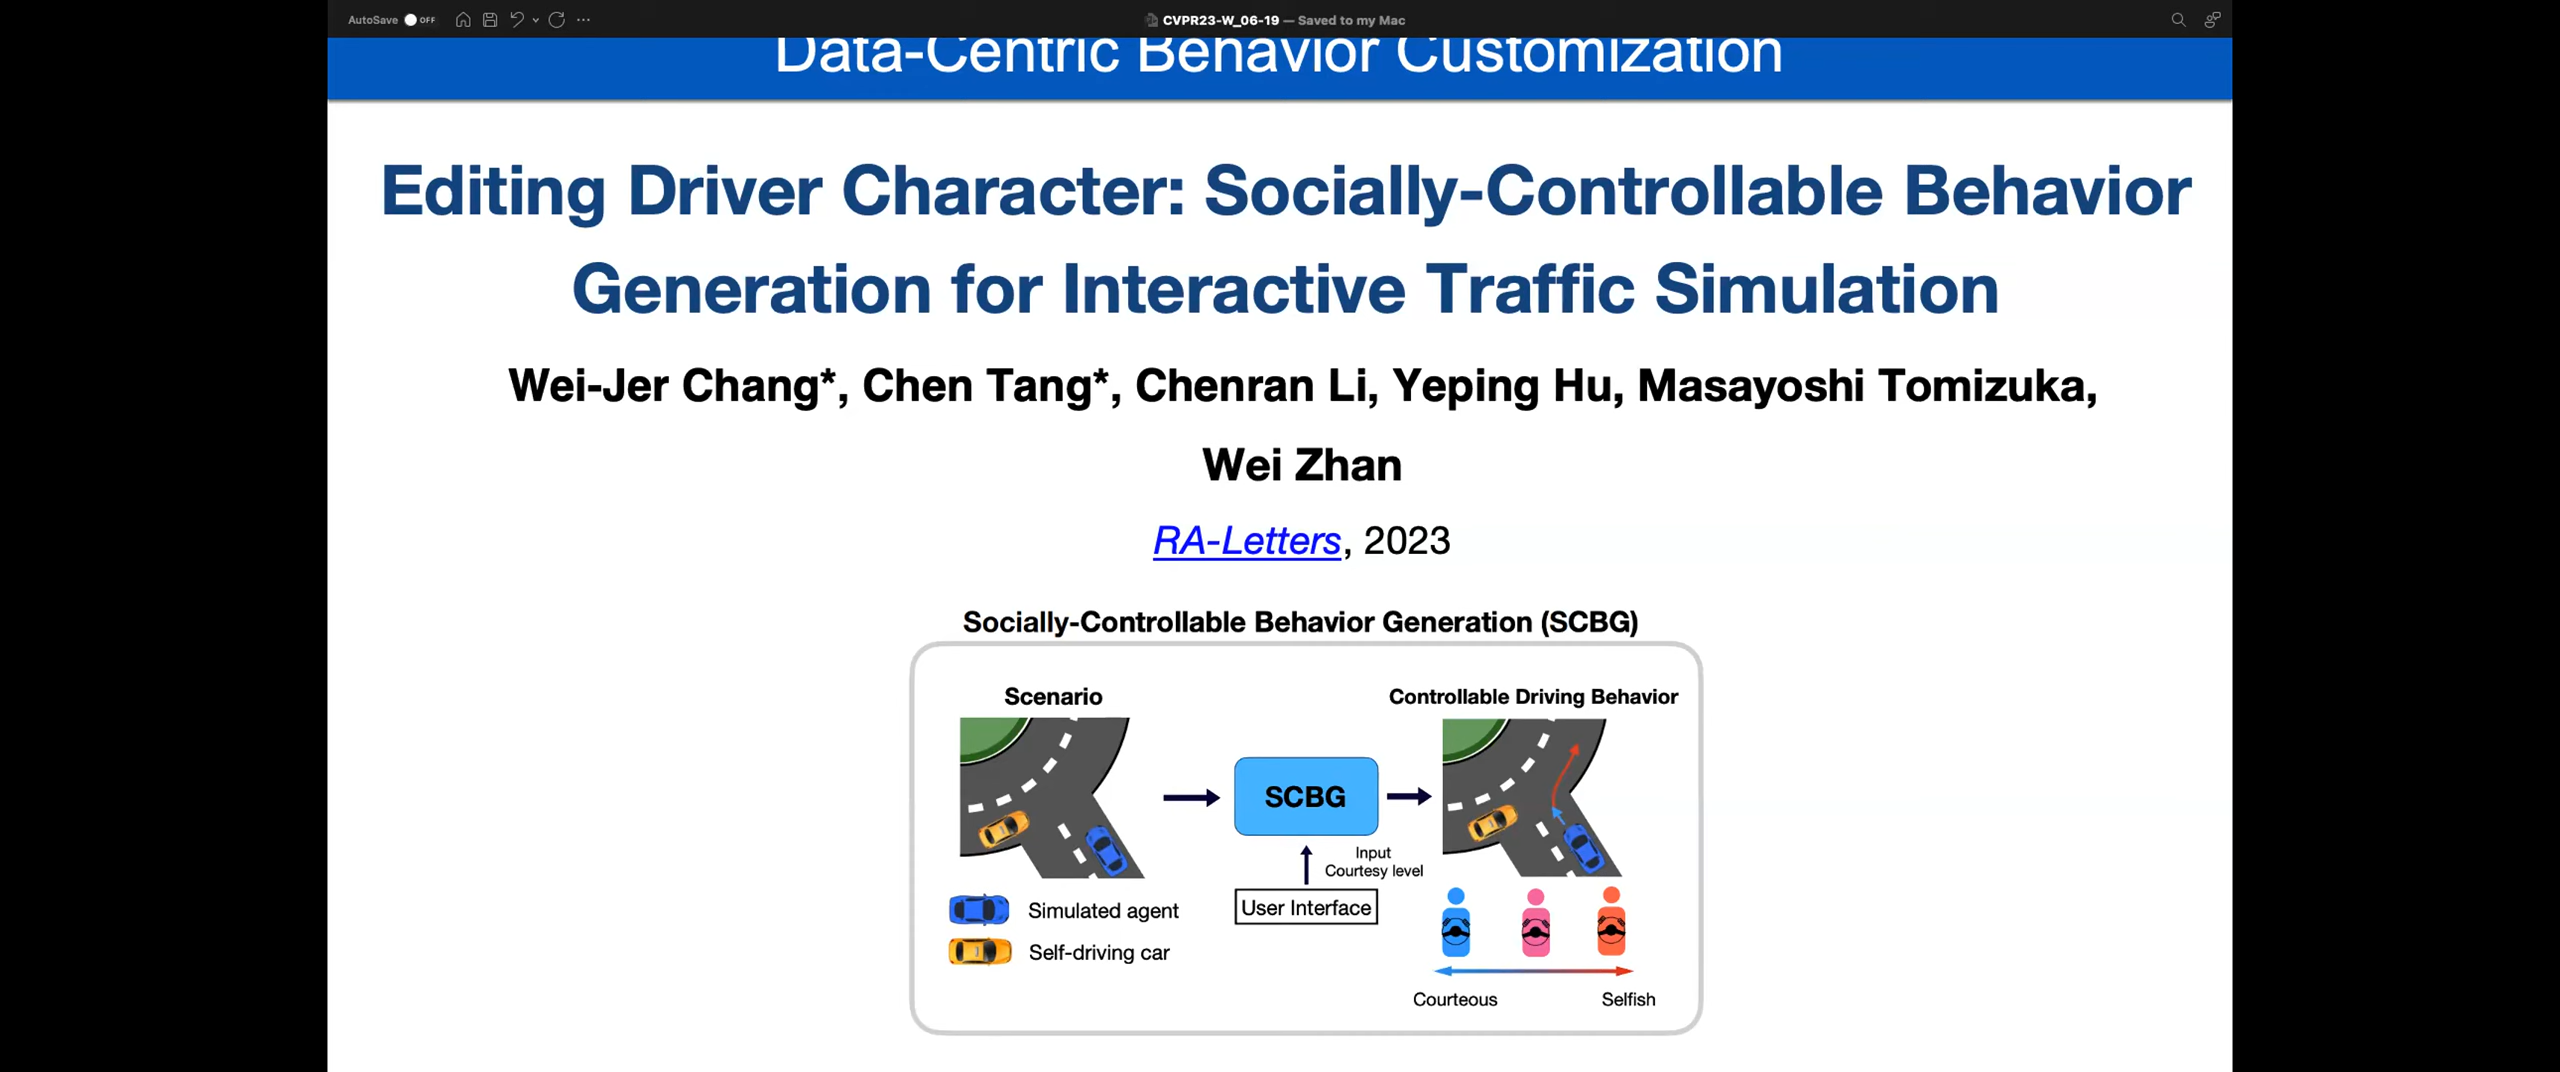 AutoSave OFF
CVPR23-W_06-19 — Saved to my Mac
Data-Centric Behavior Customization
Editing Driver Character: Socially-Controllable Behavior
Generation for Interactive Traffic Simulation
Wei-Jer Chang*, Chen Tang*, Chenran Li, Yeping Hu, Masayoshi Tomizuka,
Wei Zhan
RA-Letters, 2023
Socially-Controllable Behavior Generation (SCBG)
Scenario
Controllable Driving Behavior
SCBG
Input
Courtesy level
User Interface
Simulated agent
Self-driving car
Courteous
Selfish